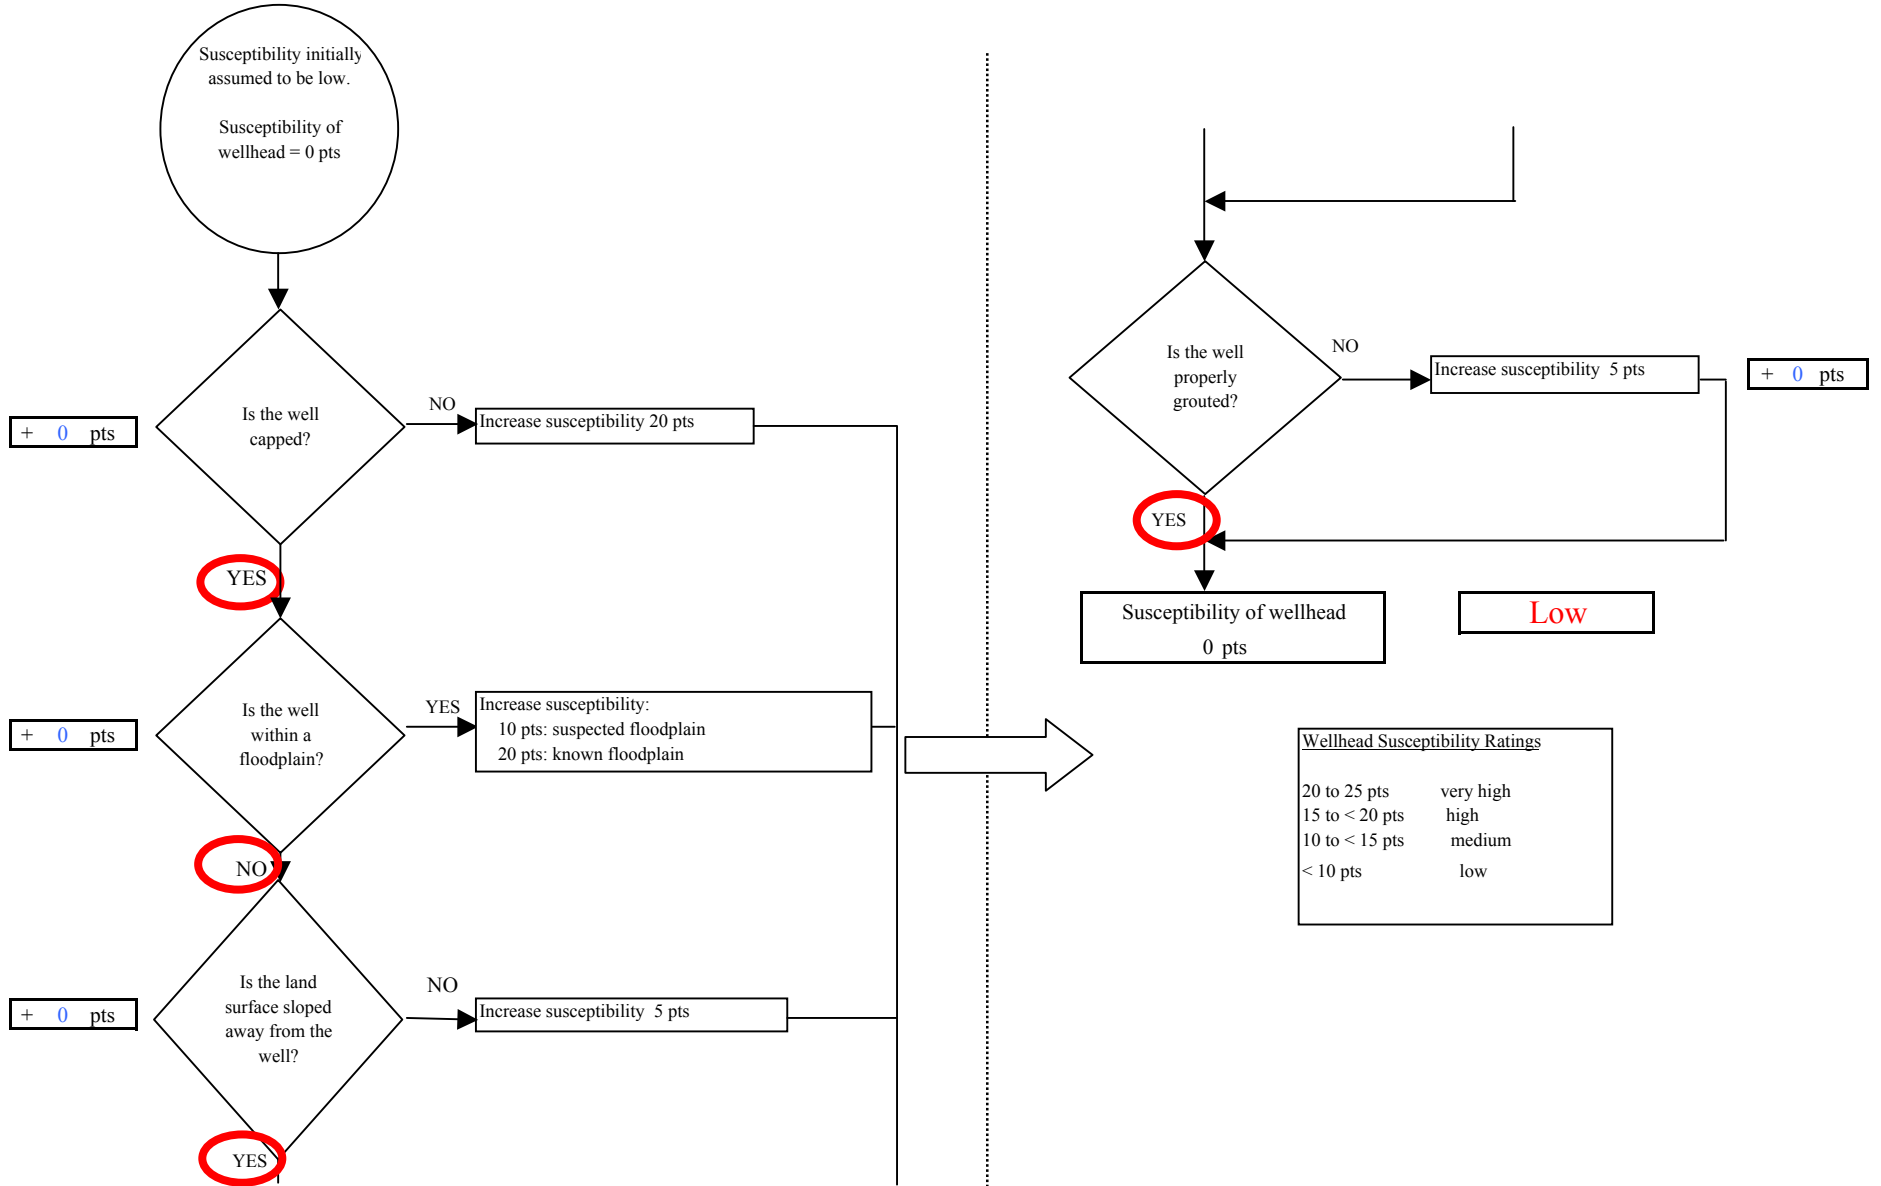 Susceptibility initially
assumed to be low.
Susceptibility of
wellhead = 0 pts
Is the well
capped?
NO
Increase susceptibility 20 pts
+ 0 pts
YES
Is the well
within a
floodplain?
YES
Increase susceptibility:
10 pts: suspected floodplain
20 pts: known floodplain
+ 0 pts
NO
Is the land
surface sloped
away from the
well?
NO
Increase susceptibility 5 pts
+ 0 pts
YES
Is the well
properly
grouted?
NO
Increase susceptibility 5 pts
+ 0 pts
YES
Susceptibility of wellhead
0 pts
Low
Wellhead Susceptibility Ratings
20 to 25 pts very high
15 to < 20 pts high
10 to < 15 pts medium
< 10 pts low